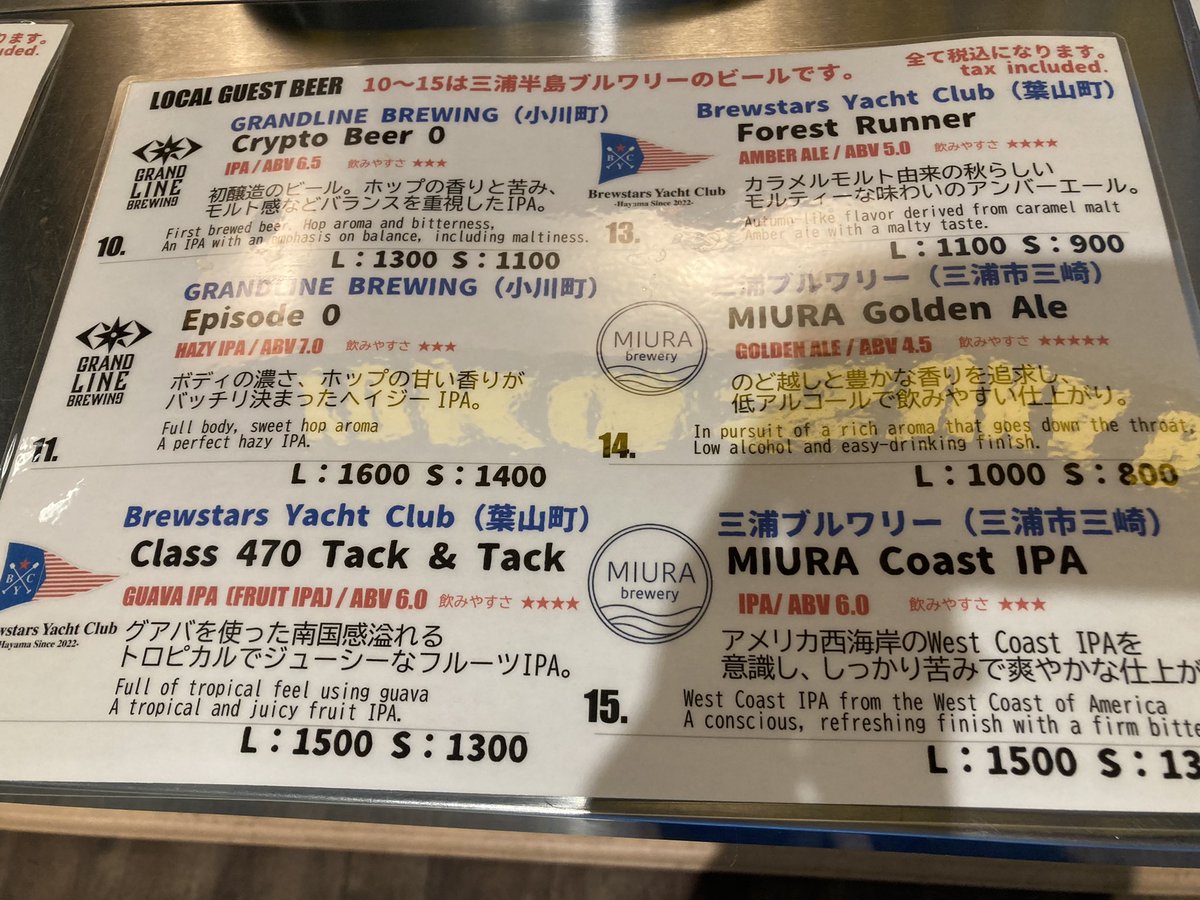 ます。
uded.
LOCAL GUEST BEER 10～15は三浦半島ブルワリーのビールです。
全て税込になります。
tax included.
GRANDLINE BREWING（小川町）
Crypto Beer 0
GRAND
LINE
BREWING
IPA / ABV 6.5 飲みやすさ ★★★
初醸造のビール。ホップの香りと苦み、
モルト感などバランスを重視したIPA。
First brewed beer. Hop aroma and bitterness,
An IPA with an emphasis on balance, including maltiness.
10.
L：1300 S：1100
GRANDLINE BREWING（小川町）
Episode 0
GRAND
LINE
BREWING
HAZY IPA / ABV 7.0 飲みやすさ ★★★
ボディの濃さ、ホップの甘い香りが
バッチリ決まったヘイジーIPA。
Full body, sweet hop aroma
A perfect hazy IPA.
11.
L：1600 S：1400
Brewstars Yacht Club（葉山町）
Class 470 Tack & Tack
B C
Y
ewstars Yacht Club
-Hayama Since 2022-
GUAVA IPA (FRUIT IPA) / ABV 6.0 飲みやすさ ★★★★
グアバを使った南国感溢れる
トロピカルでジューシーなフルーツIPA。
Full of tropical feel using guava
A tropical and juicy fruit IPA.
L：1500 S：1300
Brewstars Yacht Club（葉山町）
Forest Runner
B C
Y
Brewstars Yacht Club
-Hayama Since 2022-
AMBER ALE / ABV 5.0 飲みやすさ ★★★★
カラメルモルト由来の秋らしい
モルティーな味わいのアンバーエール。
Autumn-like flavor derived from caramel malt
Amber ale with a malty taste.
13.
L：1100 S：900
三浦ブルワリー（三浦市三崎）
MIURA Golden Ale
MIURA
brewery
GOLDEN ALE / ABV 4.5 飲みやすさ ★★★★★
のど越しと豊かな香りを追求し、
低アルコールで飲みやすい仕上がり。
In pursuit of a rich aroma that goes down the throat,
Low alcohol and easy-drinking finish.
14.
L：1000 S：800
三浦ブルワリー（三浦市三崎）
MIURA Coast IPA
MIURA
brewery
IPA/ ABV 6.0 飲みやすさ ★★★
アメリカ西海岸のWest Coast IPAを
意識し、しっかり苦みで爽やかな仕上が
West Coast IPA from the West Coast of America
A conscious, refreshing finish with a firm bitte
15.
L：1500 S：13